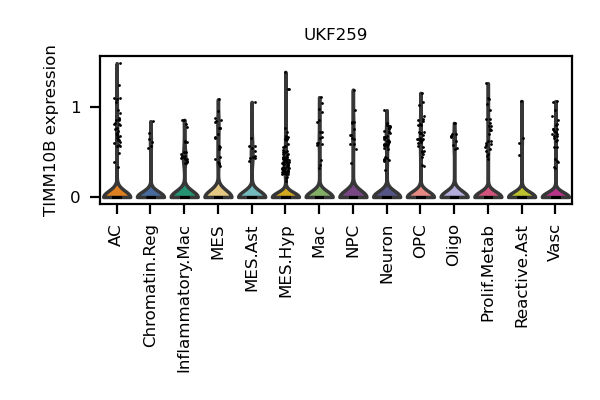 UKF259
TIMM10B expression
1
0
AC
Chromatin.Reg
Inflammatory.Mac
MES
MES.Ast
MES.Hyp
Mac
NPC
Neuron
OPC
Oligo
Prolif.Metab
Reactive.Ast
Vasc